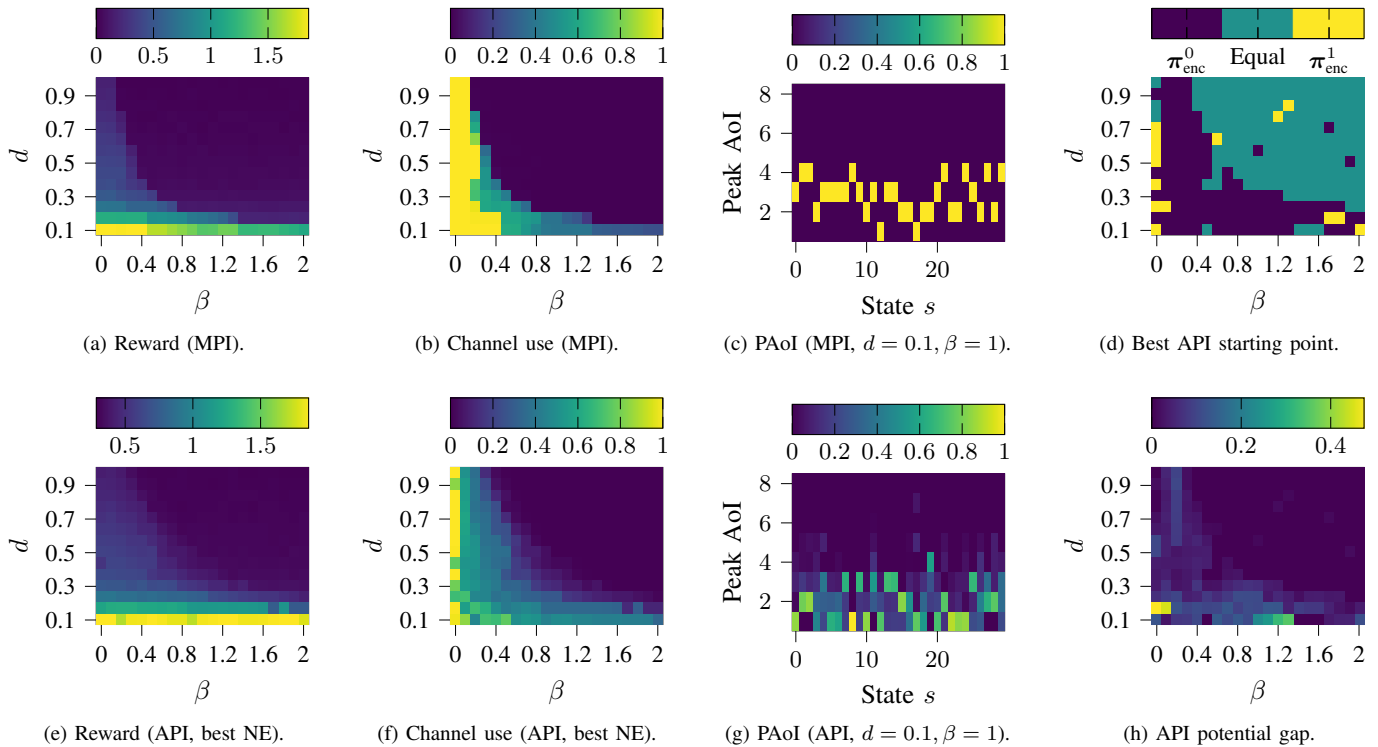 0 0.5 1 1.5
0.9
0.7
0.5
0.3
0.1
d
0 0.4 0.8 1.2 1.6 2
β
(a) Reward (MPI).
0 0.2 0.4 0.6 0.8 1
0.9
0.7
0.5
0.3
0.1
d
0 0.4 0.8 1.2 1.6 2
β
(b) Channel use (MPI).
0 0.2 0.4 0.6 0.8 1
8
6
4
2
Peak AoI
0 10 20
State s
(c) PAoI (MPI, d = 0.1, β = 1).
π⁰enc Equal π¹enc
0.9
0.7
0.5
0.3
0.1
d
0 0.4 0.8 1.2 1.6 2
β
(d) Best API starting point.
0.5 1 1.5
0.9
0.7
0.5
0.3
0.1
d
0 0.4 0.8 1.2 1.6 2
β
(e) Reward (API, best NE).
0 0.2 0.4 0.6 0.8 1
0.9
0.7
0.5
0.3
0.1
d
0 0.4 0.8 1.2 1.6 2
β
(f) Channel use (API, best NE).
0 0.2 0.4 0.6 0.8 1
8
6
4
2
Peak AoI
0 10 20
State s
(g) PAoI (API, d = 0.1, β = 1).
0 0.2 0.4
0.9
0.7
0.5
0.3
0.1
d
0 0.4 0.8 1.2 1.6 2
β
(h) API potential gap.